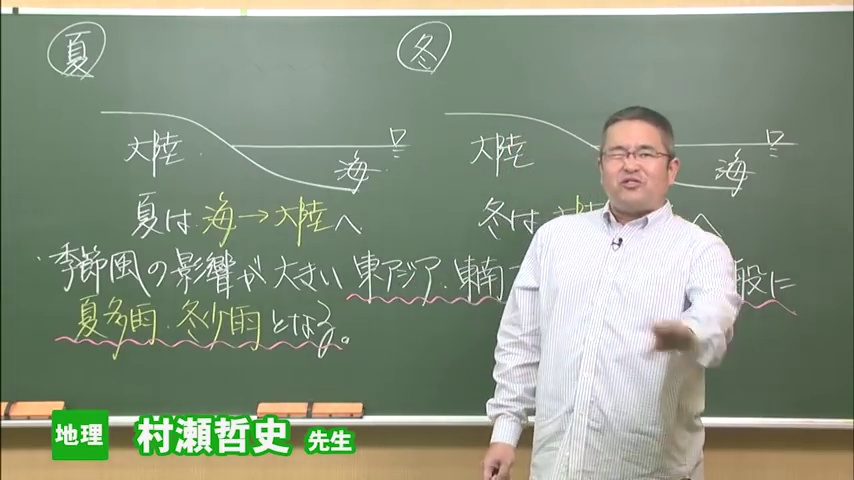 夏
冬
大陸
海
大陸
海
夏は 海→大陸へ
冬は 大陸 へ
季節風の影響が大きい 東アジア・東南 般に
夏多雨・冬少雨となる。
地理 村瀬哲史 先生